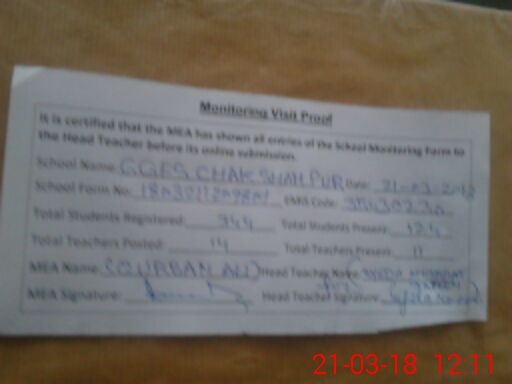 Monitoring Visit Proof
It is certified that the MEA has shown all entries of the School Monitoring Form to
the Head Teacher before its online submission.
School Name: GGES CHAK SHAH PUR Date: 21-03-2018
School Form No: EMIS Code:
Total Students Registered: 344 Total Students Present: 124
Total Teachers Posted: 14 Total Teachers Present: 11
MEA Name: (QURBAN ALI) Head Teacher Name:
MEA Signature: Head Teacher Signature:
21-03-18 12:11